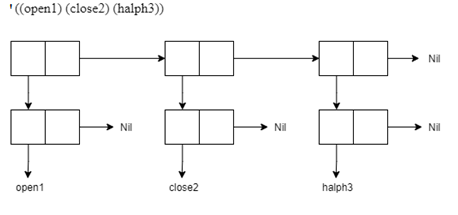 '((open1) (close2) (halph3))
Nil
Nil
Nil
Nil
open1
close2
halph3